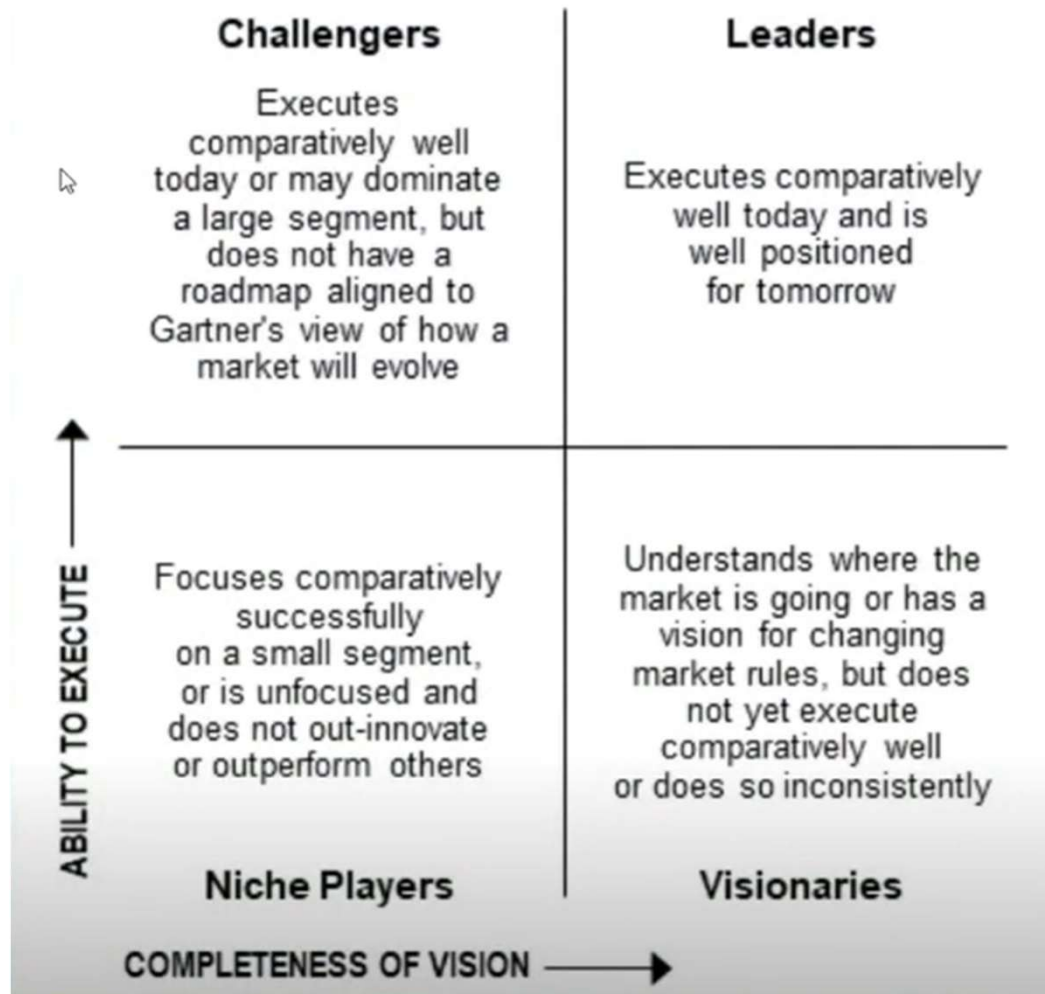 Challengers
Executes
comparatively well
today or may dominate
a large segment, but
does not have a
roadmap aligned to
Gartner's view of how a
market will evolve
Leaders
Executes comparatively
well today and is
well positioned
for tomorrow
ABILITY TO EXECUTE
Focuses comparatively
successfully
on a small segment,
or is unfocused and
does not out-innovate
or outperform others
Niche Players
Understands where the
market is going or has a
vision for changing
market rules, but does
not yet execute
comparatively well
or does so inconsistently
Visionaries
COMPLETENESS OF VISION